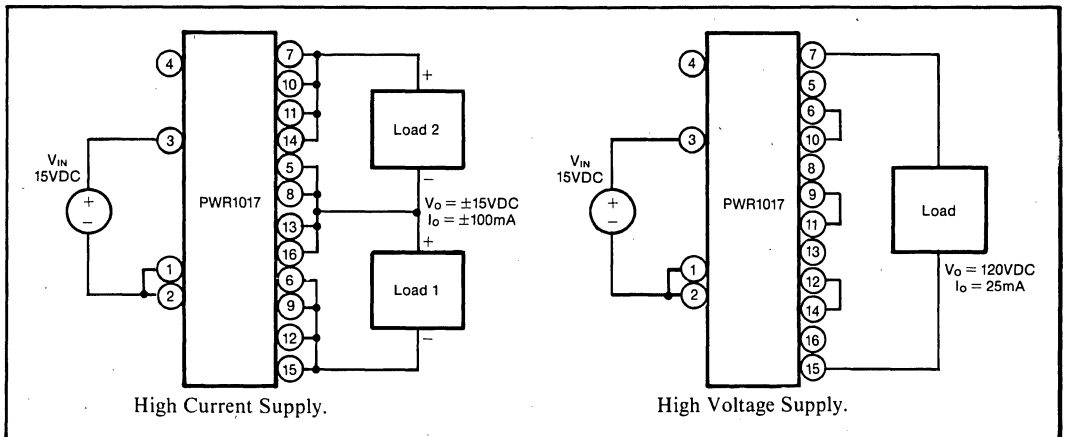 4
3
V_IN
15VDC
+
−
1
2
PWR1017
7
10
11
14
5
8
13
16
6
9
12
15
+
Load 2
−
V_O = ±15VDC
I_O = ±100mA
+
Load 1
−
High Current Supply.
4
3
V_IN
15VDC
+
−
1
2
PWR1017
7
5
6
10
8
9
11
13
12
14
16
15
Load
V_O = 120VDC
I_O = 25mA
High Voltage Supply.